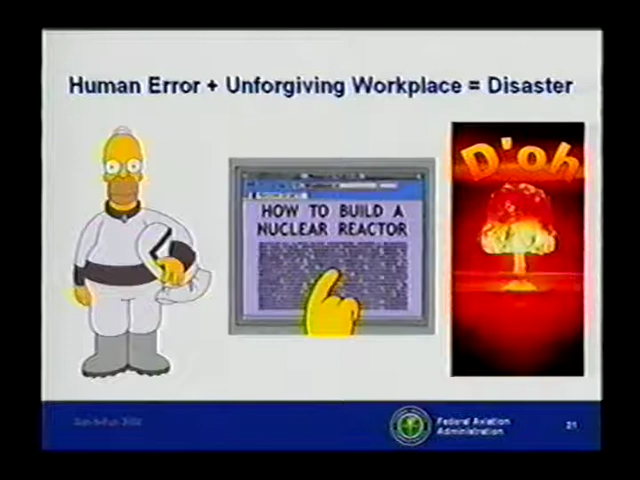 Human Error + Unforgiving Workplace = Disaster
D'oh
HOW TO BUILD A
NUCLEAR REACTOR
Federal Aviation
Administration
21